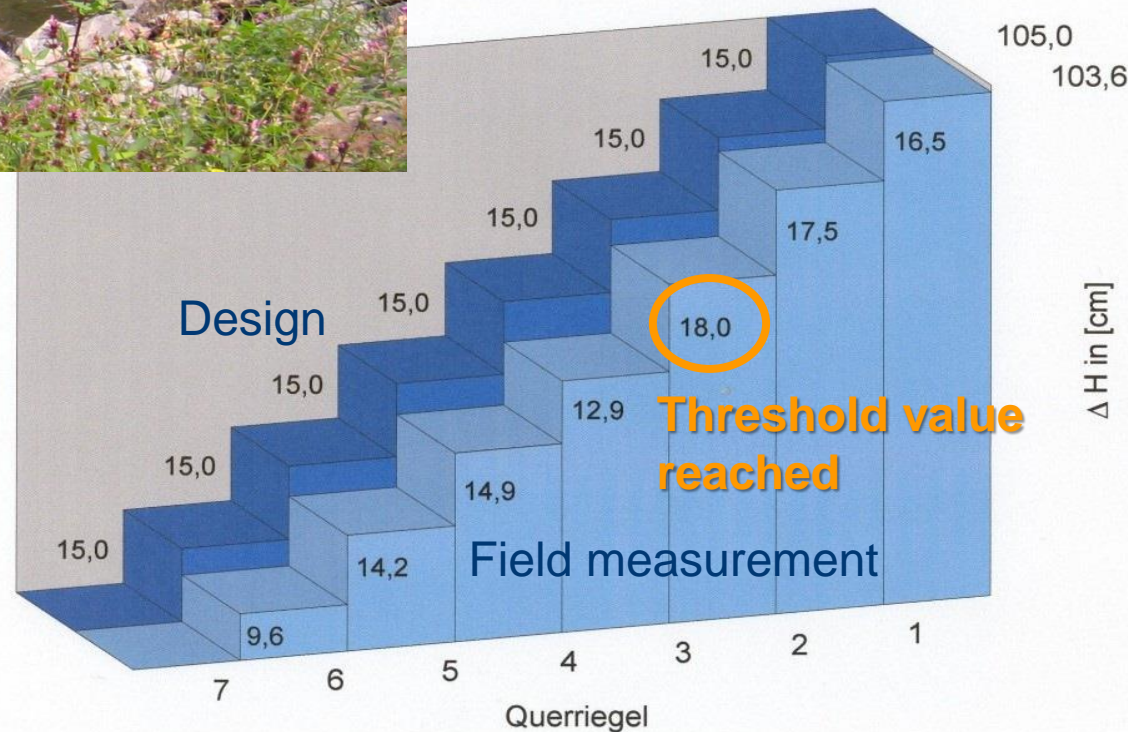 105,0
103,6
15,0
16,5
15,0
17,5
15,0
18,0
15,0
Design
12,9
Threshold value
reached
15,0
14,9
15,0
14,2
Field measurement
15,0
9,6
7 6 5 4 3 2 1
Querriegel
Δ H in [cm]